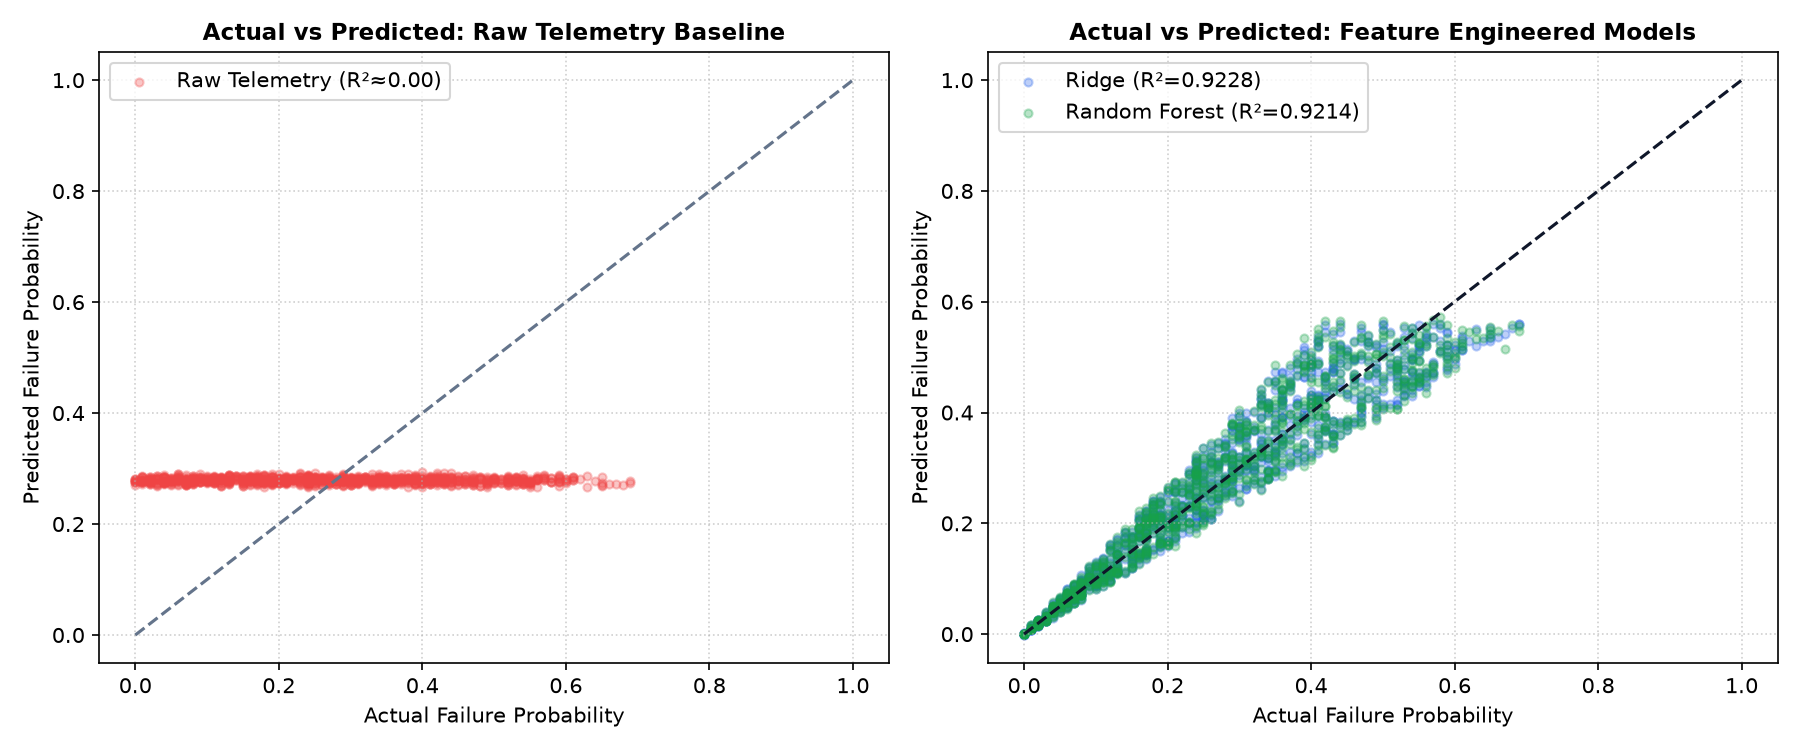 Actual vs Predicted: Raw Telemetry Baseline
Raw Telemetry (R²≈0.00)
1.0
0.8
0.6
0.4
0.2
0.0
Predicted Failure Probability
0.0 0.2 0.4 0.6 0.8 1.0
Actual Failure Probability
Actual vs Predicted: Feature Engineered Models
Ridge (R²=0.9228)
Random Forest (R²=0.9214)
1.0
0.8
0.6
0.4
0.2
0.0
Predicted Failure Probability
0.0 0.2 0.4 0.6 0.8 1.0
Actual Failure Probability